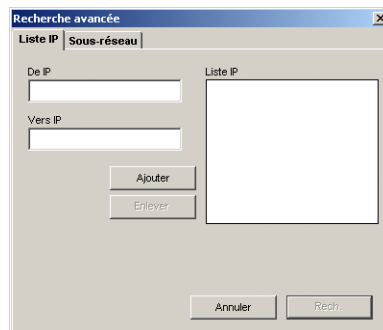 Recherche avancée
Liste IP Sous-réseau
De IP
Liste IP
Vers IP
Ajouter
Enlever
Annuler Rech.